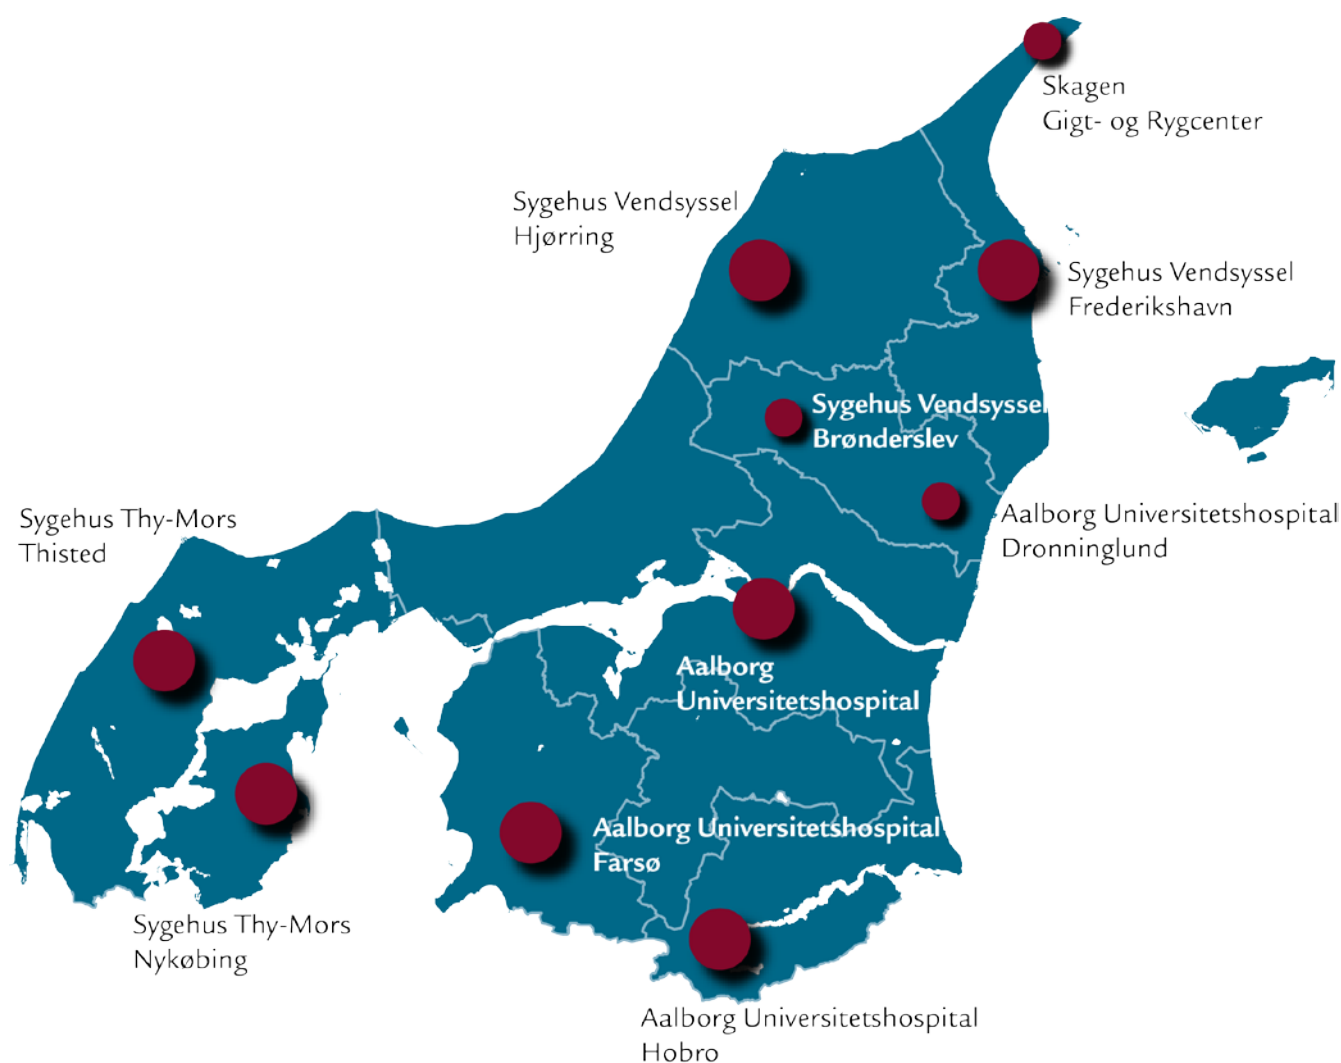 Skagen
Gigt- og Rygcenter
Sygehus Vendsyssel
Hjørring
Sygehus Vendsyssel
Frederikshavn
Sygehus Vendsyssel
Brønderslev
Sygehus Thy-Mors
Thisted
Aalborg Universitetshospital
Dronninglund
Aalborg
Universitetshospital
Aalborg Universitetshospital
Farsø
Sygehus Thy-Mors
Nykøbing
Aalborg Universitetshospital
Hobro